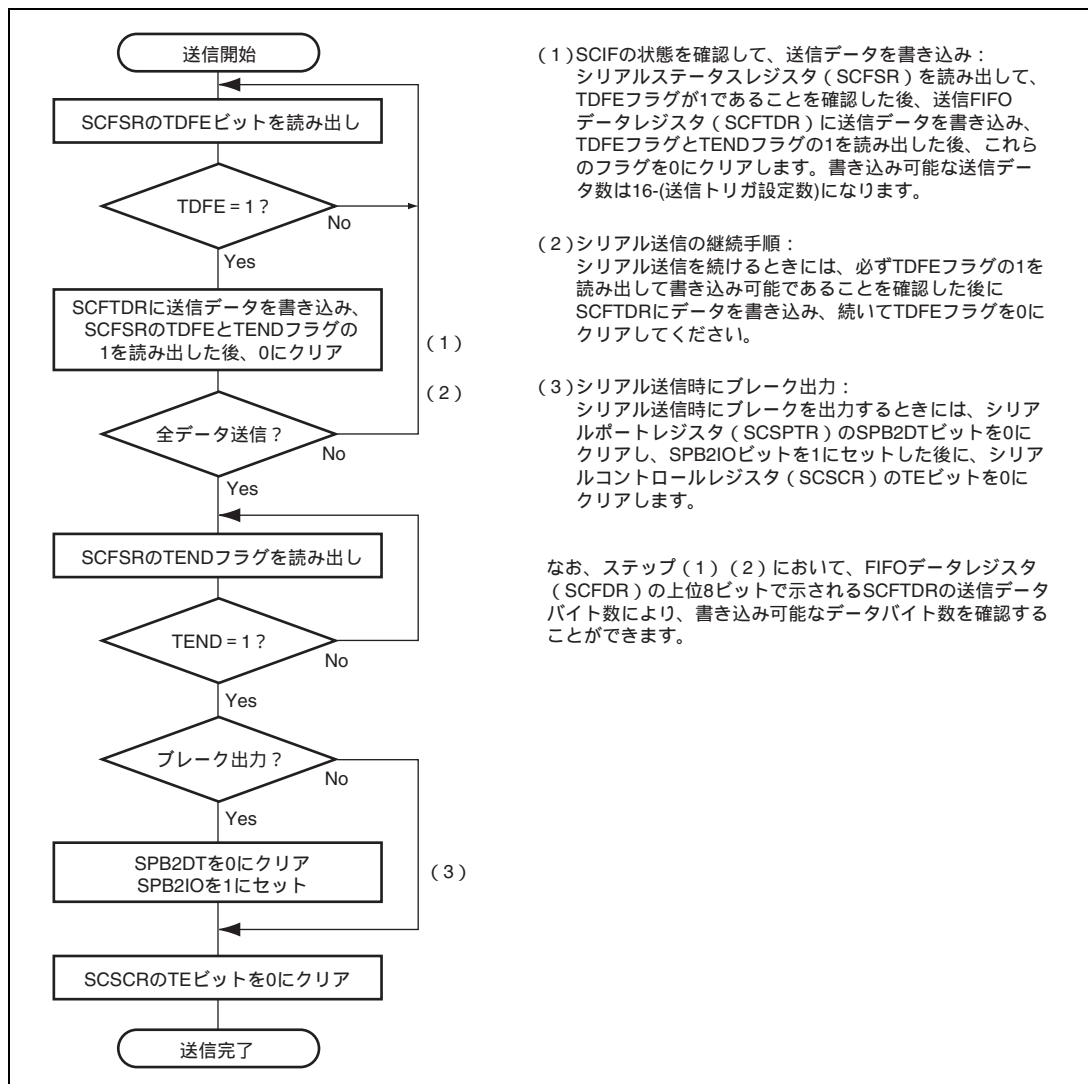 送信開始
SCFSRのTDFEビットを読み出し
TDFE = 1?
No
Yes
SCFTDRに送信データを書き込み、
SCFSRのTDFEとTENDフラグの
1を読み出した後、0にクリア
(1)
(2)
全データ送信?
No
Yes
SCFSRのTENDフラグを読み出し
TEND = 1?
No
Yes
ブレーク出力?
No
Yes
SPB2DTを0にクリア
SPB2IOを1にセット
(3)
SCSCRのTEビットを0にクリア
送信完了
(1)SCIFの状態を確認して、送信データを書き込み:
シリアルステータスレジスタ(SCFSR)を読み出して、
TDFEフラグが1であることを確認した後、送信FIFO
データレジスタ(SCFTDR)に送信データを書き込み、
TDFEフラグとTENDフラグの1を読み出した後、これら
のフラグを0にクリアします。書き込み可能な送信デー
タ数は16-(送信トリガ設定数)になります。
(2)シリアル送信の継続手順:
シリアル送信を続けるときには、必ずTDFEフラグの1を
読み出して書き込み可能であることを確認した後に
SCFTDRにデータを書き込み、続いてTDFEフラグを0に
クリアしてください。
(3)シリアル送信時にブレーク出力:
シリアル送信時にブレークを出力するときには、シリア
ルポートレジスタ(SCSPTR)のSPB2DTビットを0に
クリアし、SPB2IOビットを1にセットした後に、シリア
ルコントロールレジスタ(SCSCR)のTEビットを0に
クリアします。
なお、ステップ(1)(2)において、FIFOデータレジスタ
(SCFDR)の上位8ビットで示されるSCFTDRの送信データ
バイト数により、書き込み可能なデータバイト数を確認する
ことができます。